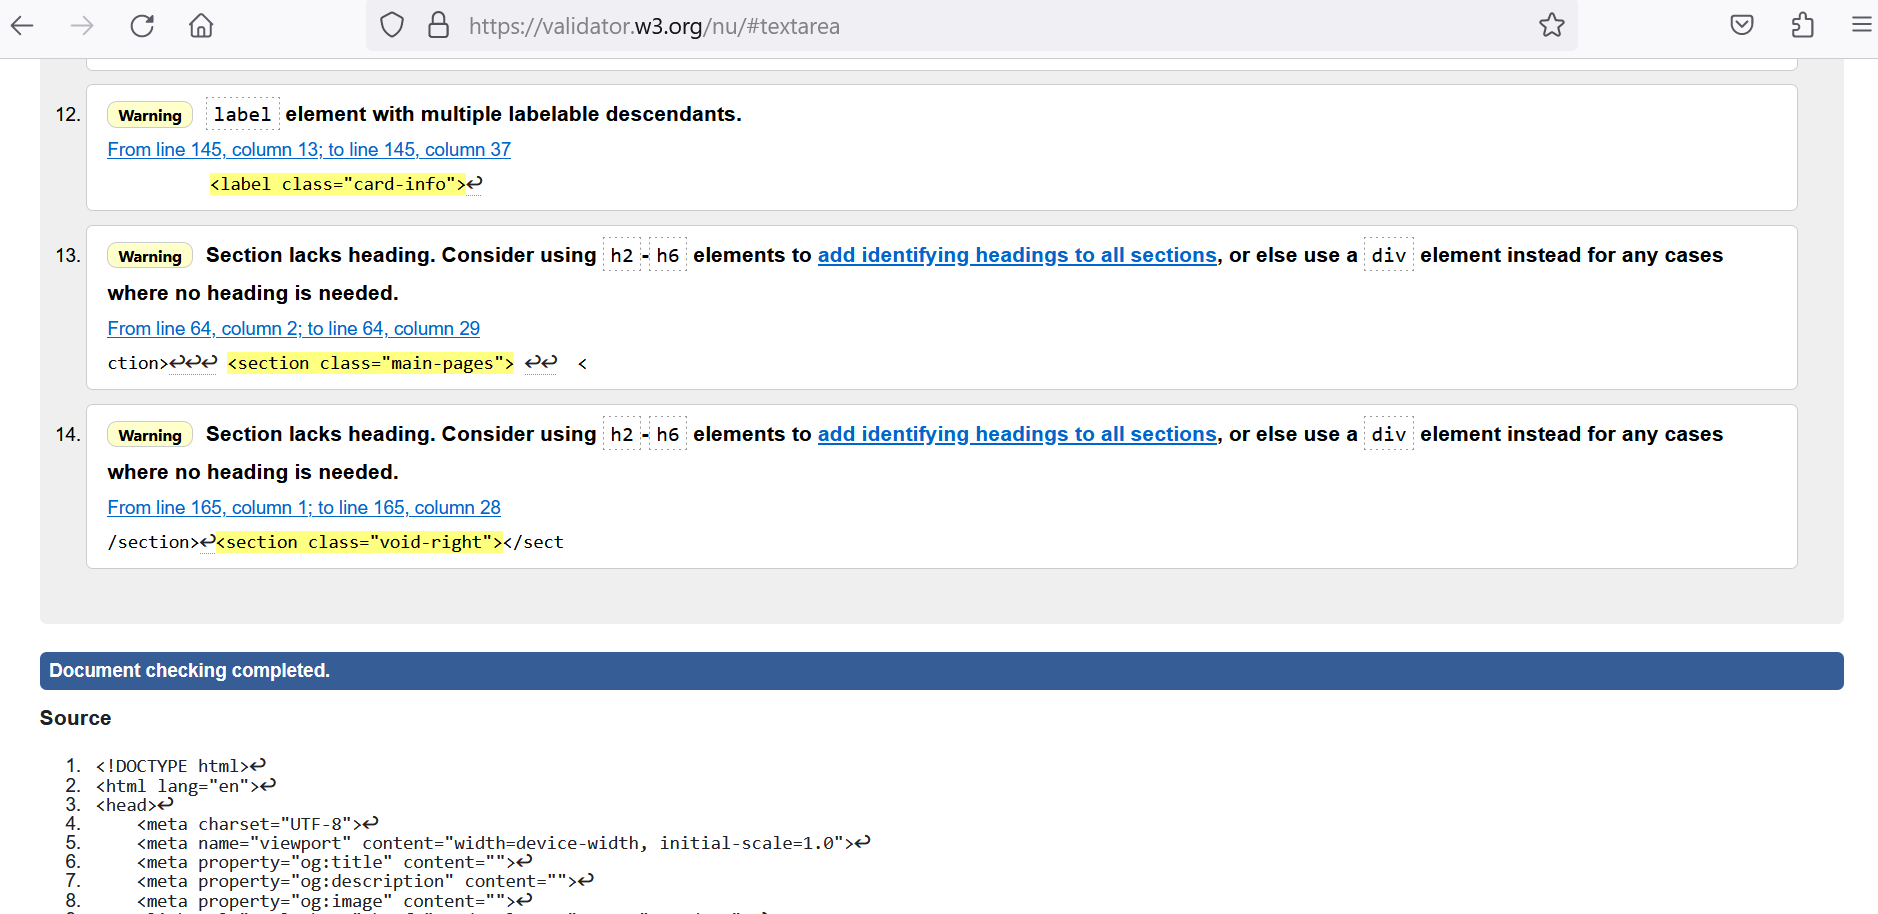 https://validator.w3.org/nu/#textarea
12. Warning label element with multiple labelable descendants.
From line 145, column 13; to line 145, column 37
<label class="card-info">↩
13. Warning Section lacks heading. Consider using h2-h6 elements to add identifying headings to all sections, or else use a div element instead for any cases
where no heading is needed.
From line 64, column 2; to line 64, column 29
ction>↩↩↩ <section class="main-pages"> ↩↩ <
14. Warning Section lacks heading. Consider using h2-h6 elements to add identifying headings to all sections, or else use a div element instead for any cases
where no heading is needed.
From line 165, column 1; to line 165, column 28
/section>↩<section class="void-right"></sect
Document checking completed.
Source
1. <!DOCTYPE html>↩
2. <html lang="en">↩
3. <head>↩
4. <meta charset="UTF-8">↩
5. <meta name="viewport" content="width=device-width, initial-scale=1.0">↩
6. <meta property="og:title" content="">↩
7. <meta property="og:description" content="">↩
8. <meta property="og:image" content="">↩